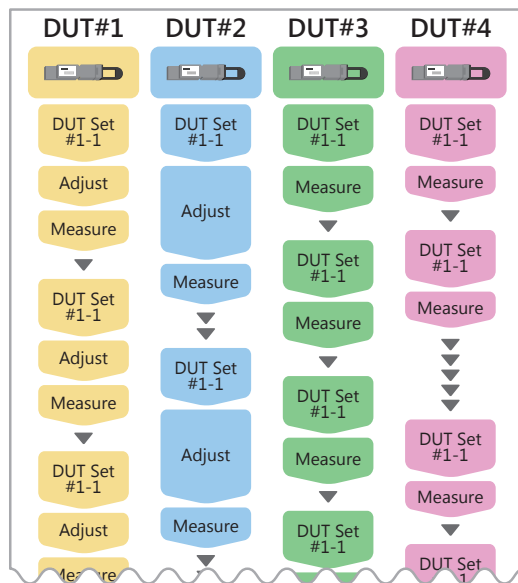 DUT#1
DUT Set
#1-1
Adjust
Measure
DUT Set
#1-1
Adjust
Measure
DUT Set
#1-1
Adjust
Measure
DUT#2
DUT Set
#1-1
Adjust
Measure
DUT Set
#1-1
Adjust
Measure
DUT#3
DUT Set
#1-1
Measure
DUT Set
#1-1
Measure
DUT Set
#1-1
Measure
DUT Set
#1-1
DUT#4
DUT Set
#1-1
Measure
DUT Set
#1-1
Measure
DUT Set
#1-1
Measure
DUT Set